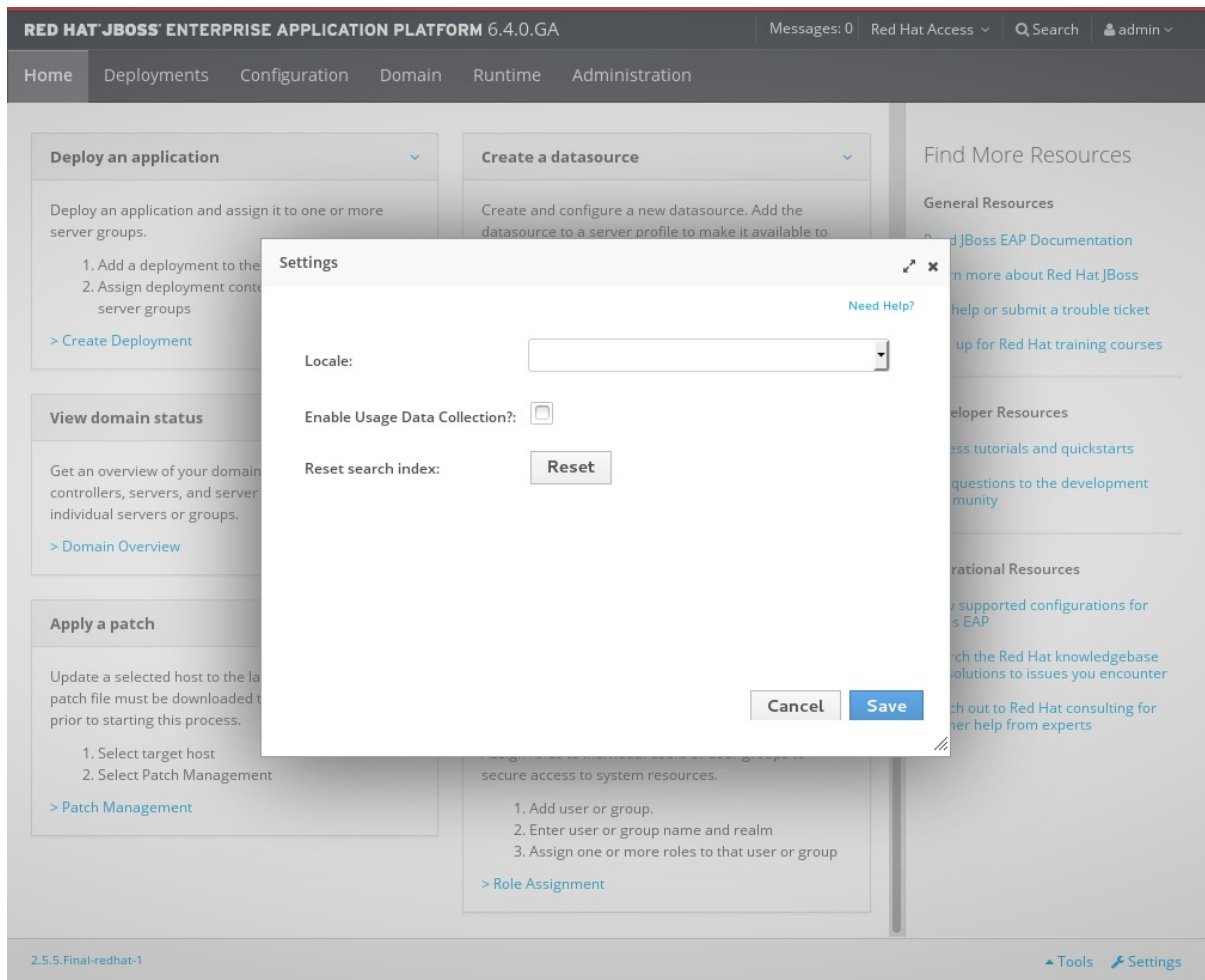 RED HAT JBOSS ENTERPRISE APPLICATION PLATFORM 6.4.0.GA
Messages: 0
Red Hat Access
Search
admin
Home Deployments Configuration Domain Runtime Administration
Deploy an application
Deploy an application and assign it to one or more
server groups.
1. Add a deployment to the
2. Assign deployment
server groups
> Create Deployment
Create a datasource
Create and configure a new datasource. Add the
datasource to a server profile to make it available to
Settings
Need Help?
Locale:
Enable Usage Data Collection?:
Reset search index:
Reset
Cancel
Save
View domain status
Get an overview of your domain
controllers, servers, and server
individual servers or groups.
> Domain Overview
Apply a patch
Update a selected host to the
patch file must be downloaded
prior to starting this process.
1. Select target host
2. Select Patch Management
> Patch Management
secure access to system resources.
1. Add user or group.
2. Enter user or group name and realm
3. Assign one or more roles to that user or group
> Role Assignment
Find More Resources
General Resources
JBoss EAP Documentation
more about Red Hat JBoss
help or submit a trouble ticket
up for Red Hat training courses
Resources
tutorials and quickstarts
questions to the development
Resources
supported configurations for
EAP
the Red Hat knowledgebase
solutions to issues you encounter
out to Red Hat consulting for
help from experts
2.5.5.Final-redhat-1
Tools
Settings